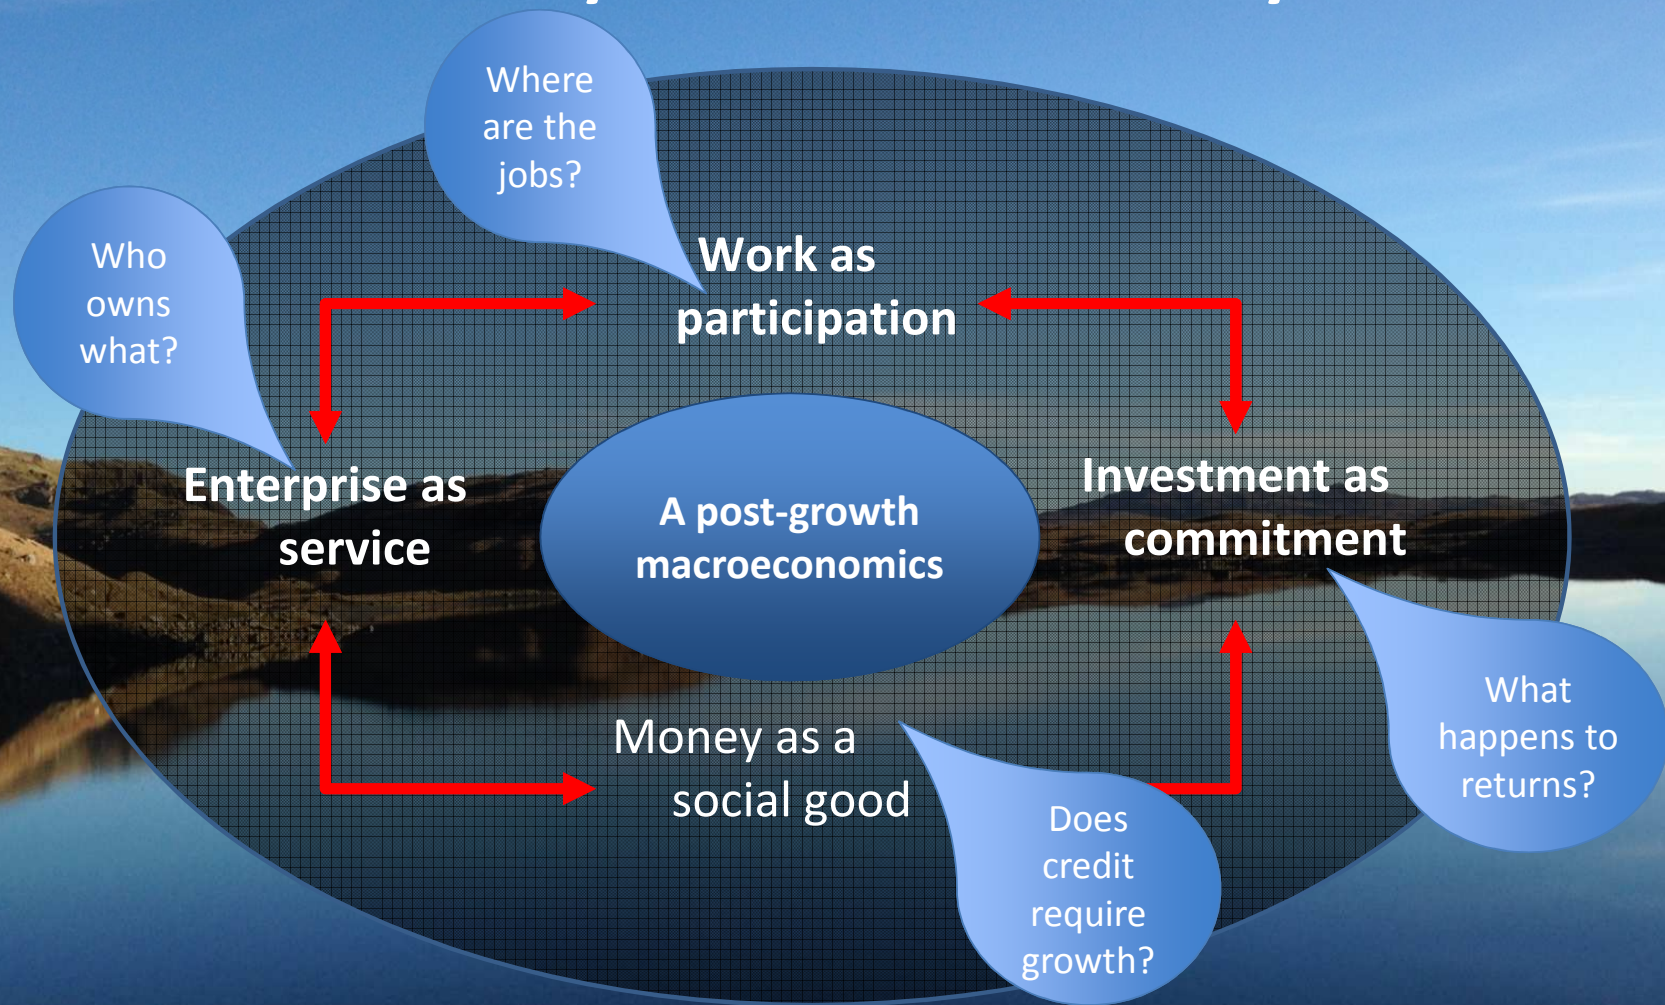 Where
are the
jobs?
Who
owns
what?
Work as
participation
Enterprise as
service
A post-growth
macroeconomics
Investment as
commitment
Money as a
social good
What
happens to
returns?
Does
credit
require
growth?